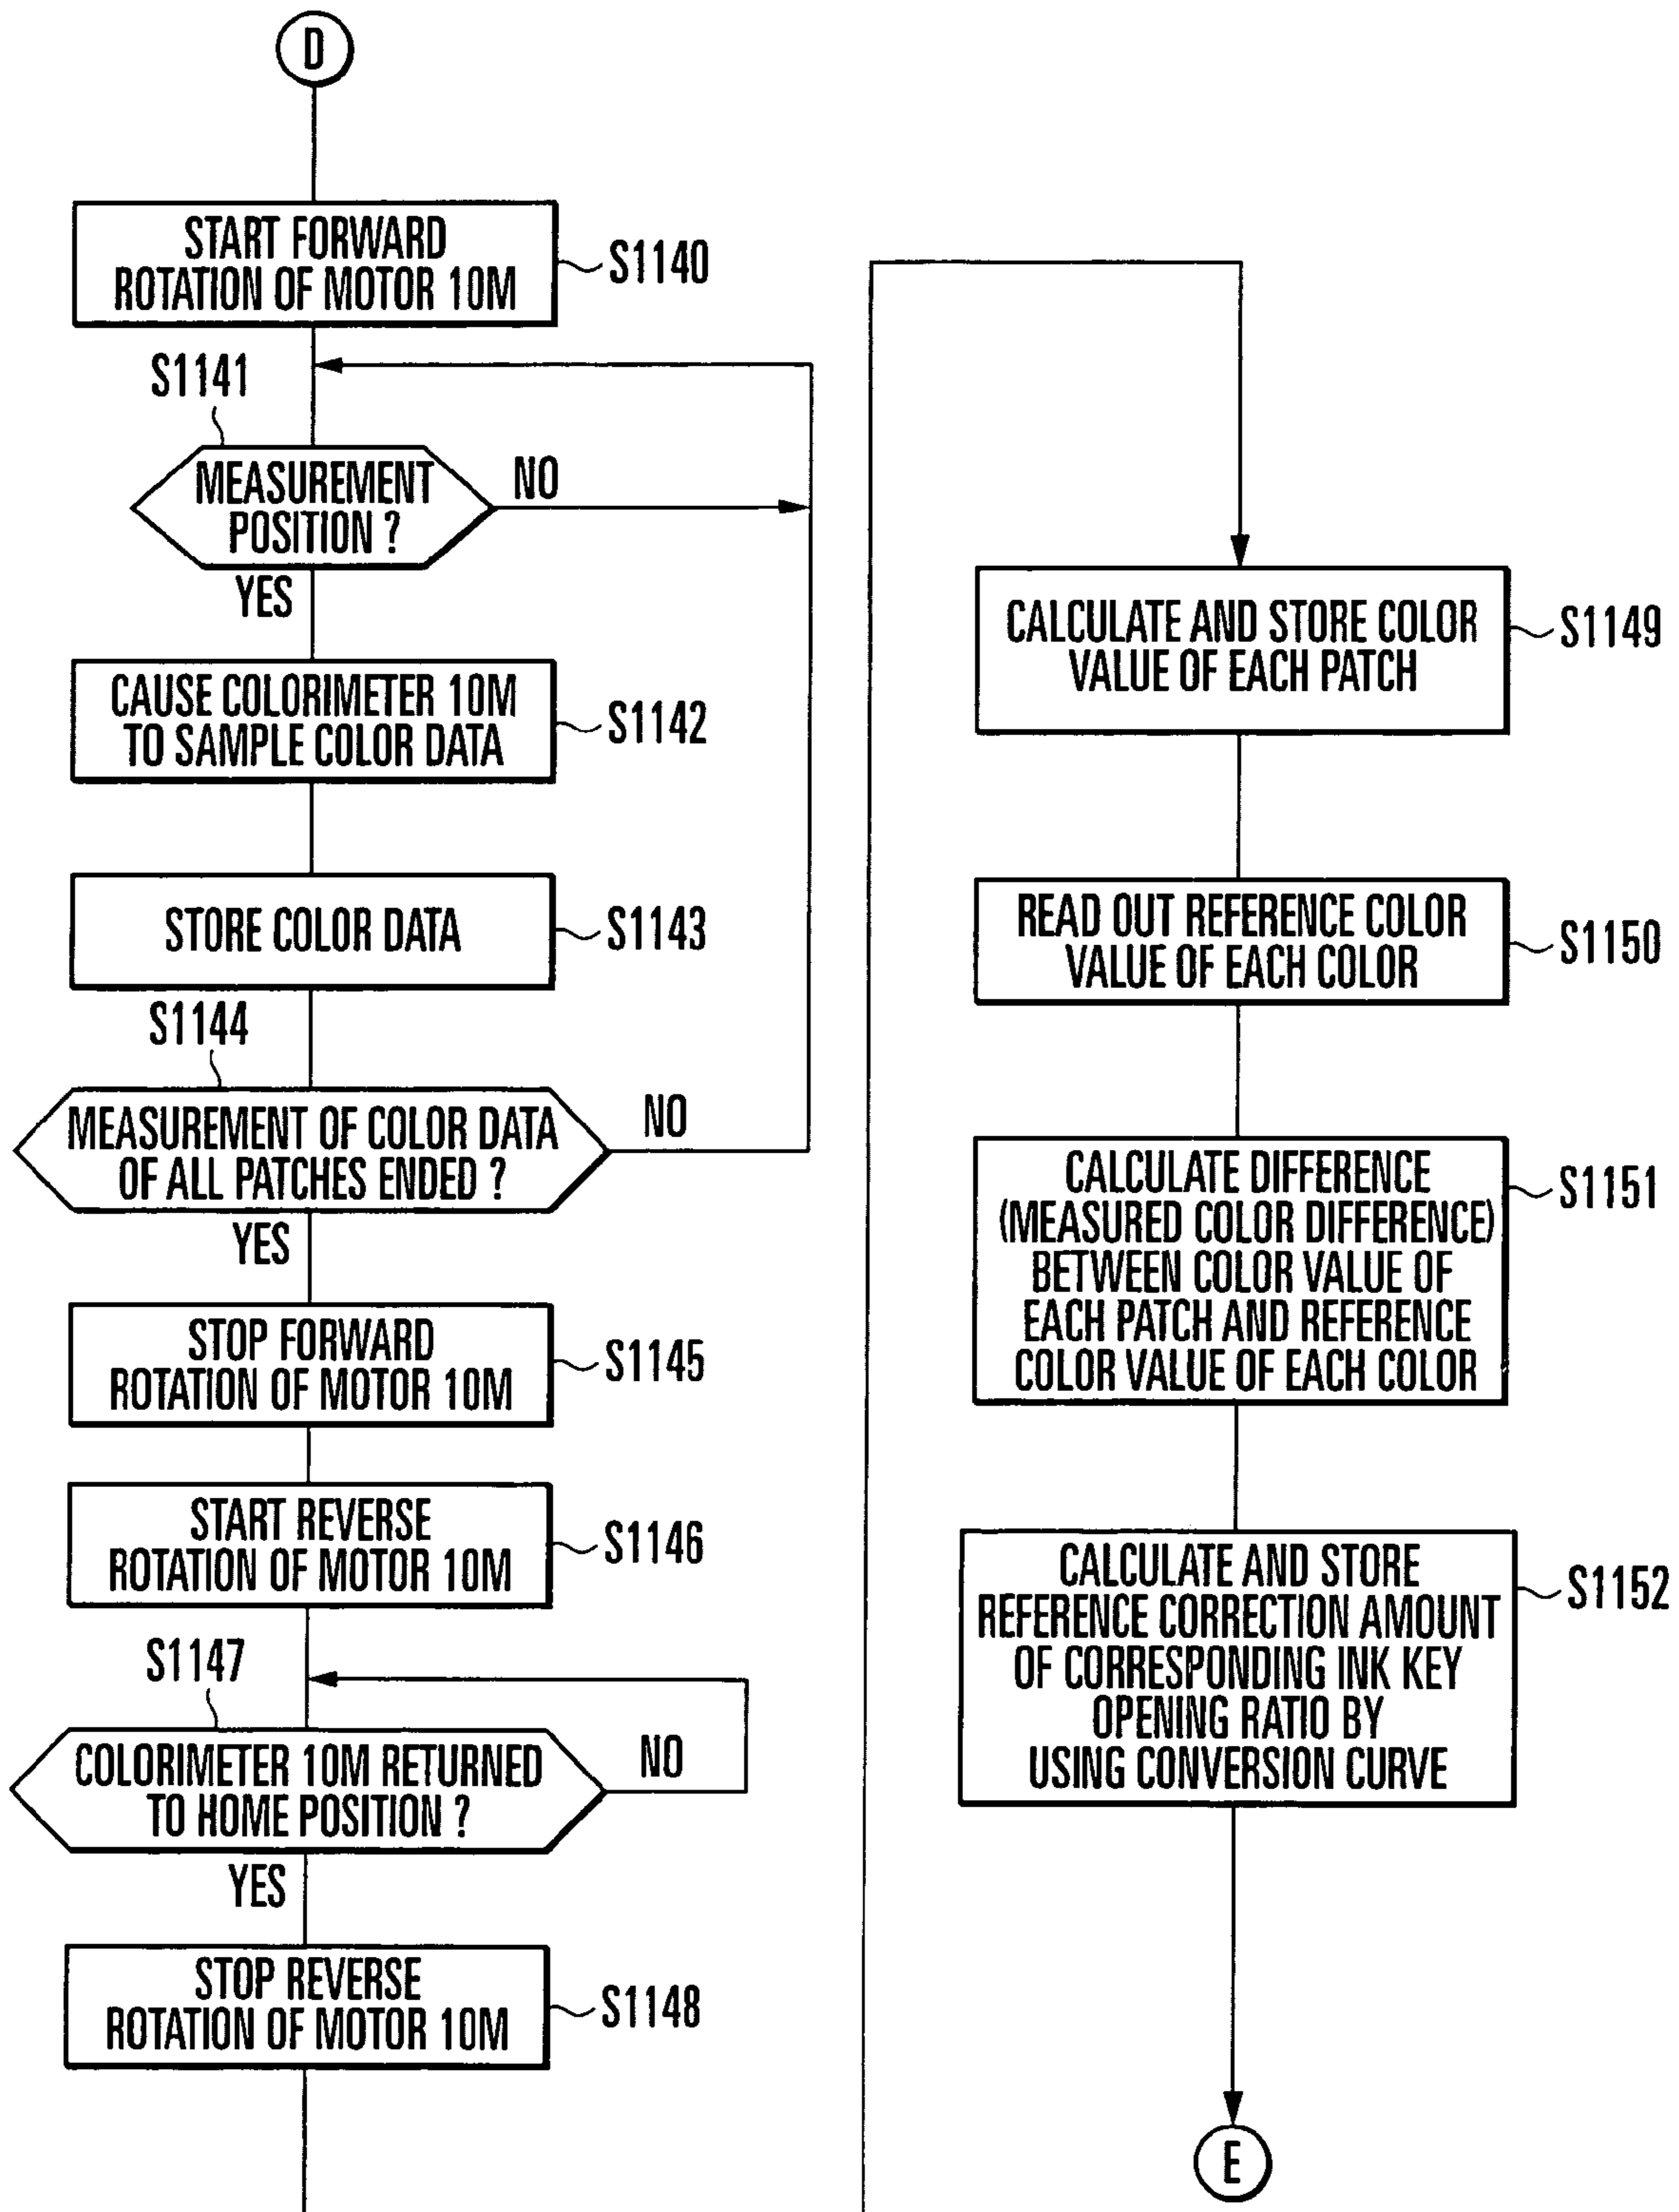 D
START FORWARD
ROTATION OF MOTOR 10M
S1140
S1141
MEASUREMENT
POSITION ?
NO
YES
CAUSE COLORIMETER 10M
TO SAMPLE COLOR DATA
S1142
STORE COLOR DATA
S1143
S1144
MEASUREMENT OF COLOR DATA
OF ALL PATCHES ENDED ?
NO
YES
STOP FORWARD
ROTATION OF MOTOR 10M
S1145
START REVERSE
ROTATION OF MOTOR 10M
S1146
S1147
COLORIMETER 10M RETURNED
TO HOME POSITION ?
NO
YES
STOP REVERSE
ROTATION OF MOTOR 10M
S1148
CALCULATE AND STORE COLOR
VALUE OF EACH PATCH
S1149
READ OUT REFERENCE COLOR
VALUE OF EACH COLOR
S1150
CALCULATE DIFFERENCE
(MEASURED COLOR DIFFERENCE)
BETWEEN COLOR VALUE OF
EACH PATCH AND REFERENCE
COLOR VALUE OF EACH COLOR
S1151
CALCULATE AND STORE
REFERENCE CORRECTION AMOUNT
OF CORRESPONDING INK KEY
OPENING RATIO BY
USING CONVERSION CURVE
S1152
E